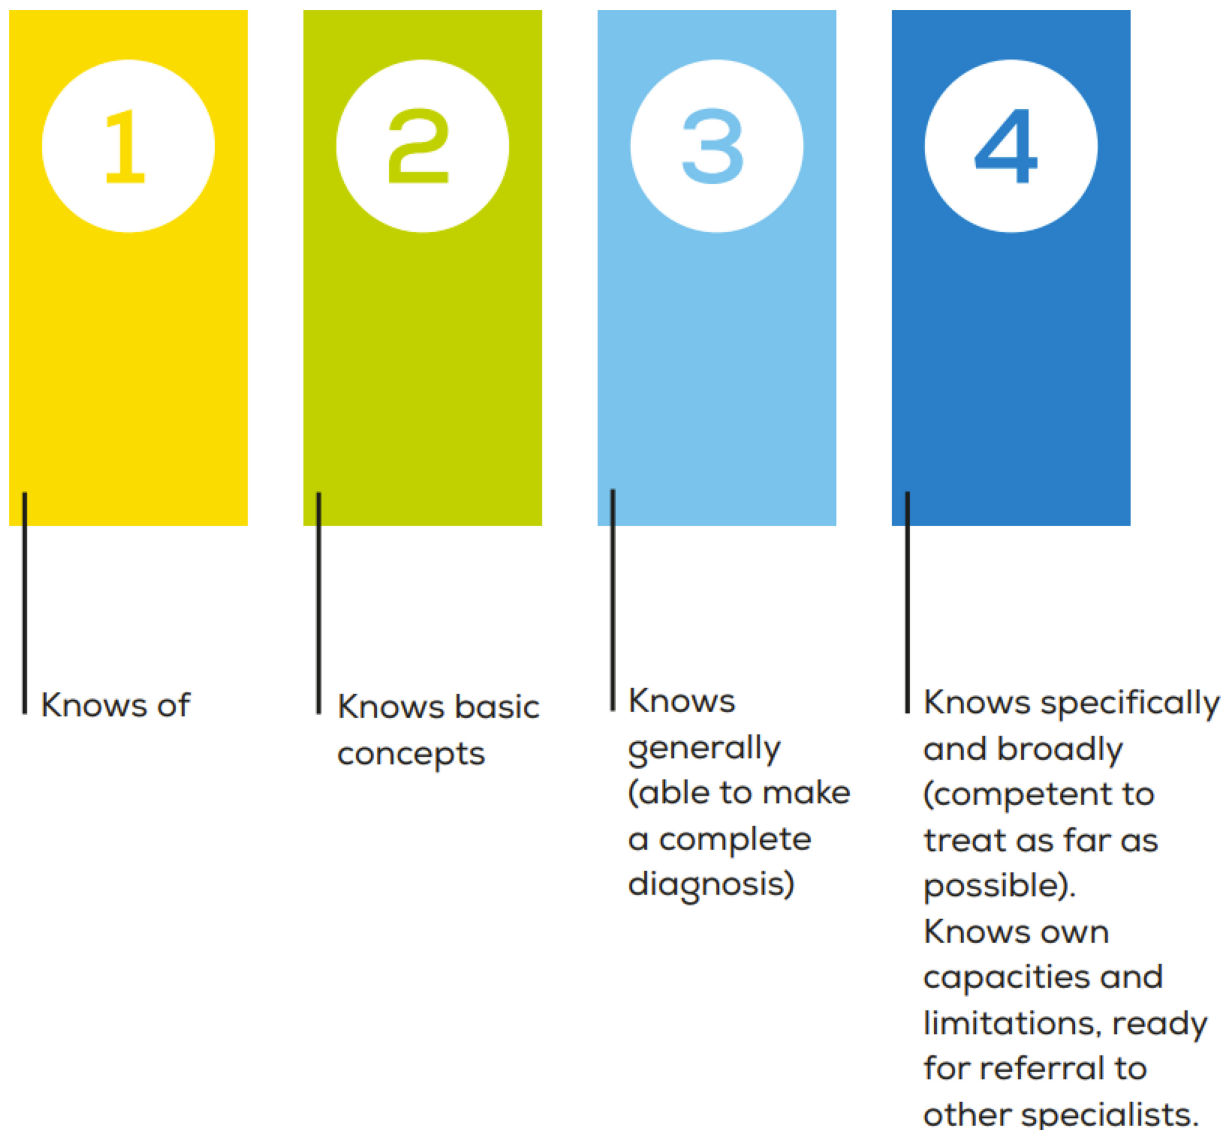 1
Knows of
2
Knows basic
concepts
3
Knows
generally
(able to make
a complete
diagnosis)
4
Knows specifically
and broadly
(competent to
treat as far as
possible).
Knows own
capacities and
limitations, ready
for referral to
other specialists.